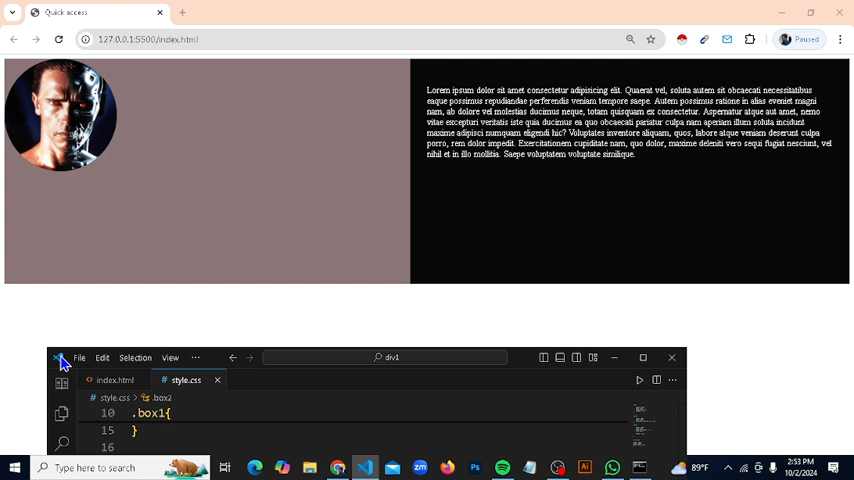 Quick access
127.0.0.1:5500/index.html
Paused
Lorem ipsum dolor sit amet consectetur adipisicing elit. Quaerat vel, soluta autem sit obcaecati necessitatibus
eaque possimus repudiandae perferendis veniam tempore saepe. Autem possimus ratione in alias eveniet magni
nam, ab dolore vel molestias ducimus neque, totam quisquam ex consectetur. Aspernatur atque aut amet, nemo
vitae excepturi veritatis iste quia ducimus ea quo obcaecati pariatur culpa nam aperiam illum soluta incidunt
maxime adipisci numquam eligendi hic? Voluptates inventore aliquam, quos, labore atque veniam deserunt culpa
porro, rem dolor impedit. Exercitationem cupiditate nam, quo dolor, maxime deleniti vero sequi fugiat nesciunt, vel
nihil et in illo mollitia. Saepe voluptatem voluptate similique.
File Edit Selection View ··· div1
index.html style.css
style.css > .box2
10 .box1{
15 }
16
Type here to search
zm Ps Ai
89°F
2:53 PM
10/2/2024